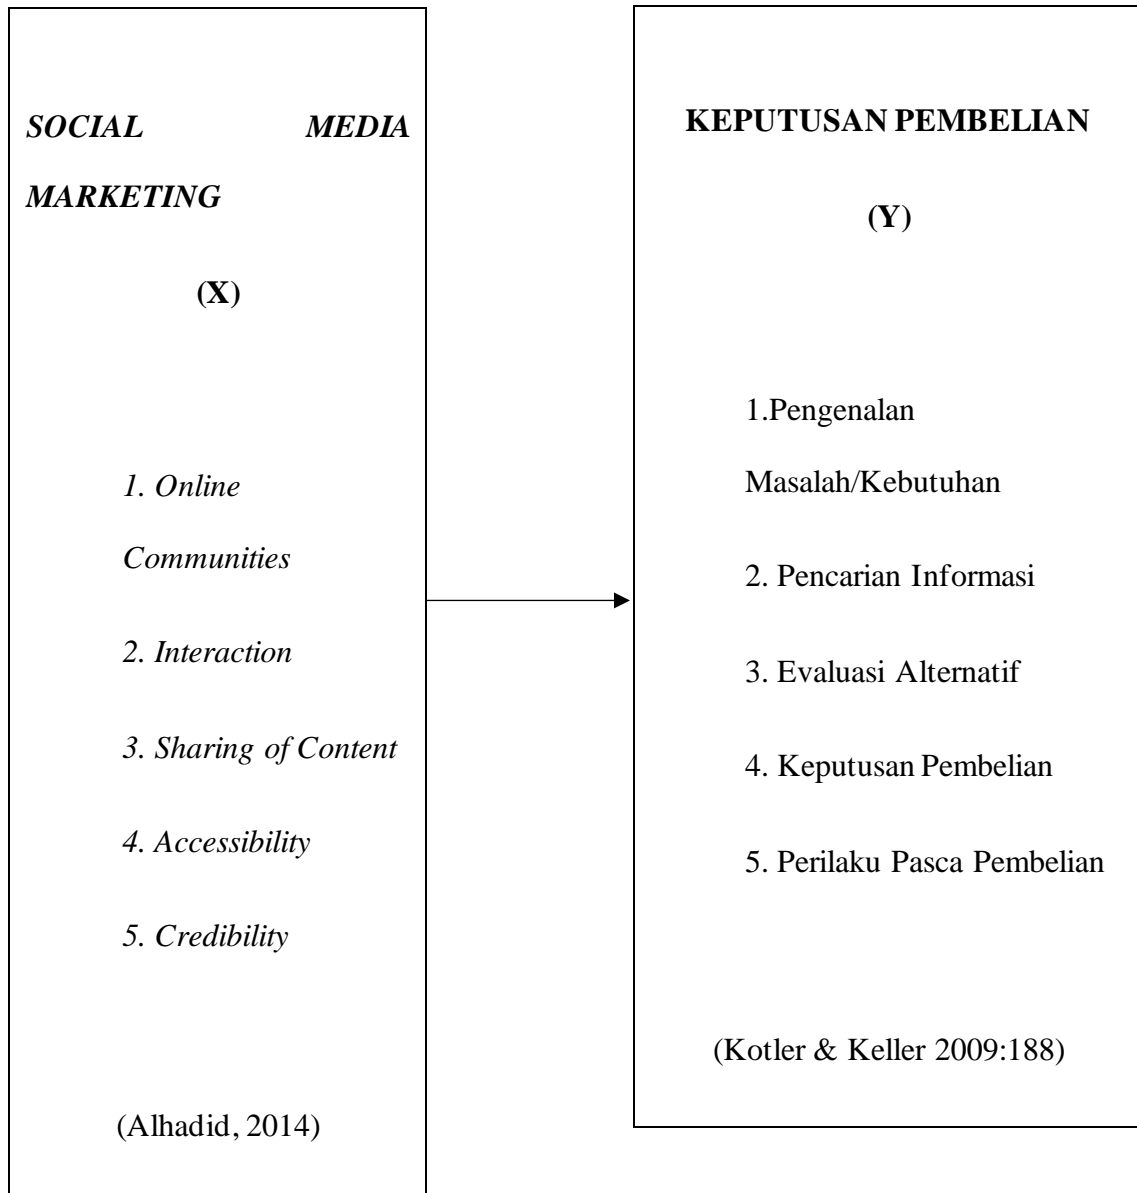 SOCIAL MEDIA
MARKETING
(X)
1. Online
Communities
2. Interaction
3. Sharing of Content
4. Accessibility
5. Credibility
(Alhadid, 2014)
KEPUTUSAN PEMBELIAN
(Y)
1.Pengenalan
Masalah/Kebutuhan
2. Pencarian Informasi
3. Evaluasi Alternatif
4. Keputusan Pembelian
5. Perilaku Pasca Pembelian
(Kotler & Keller 2009:188)